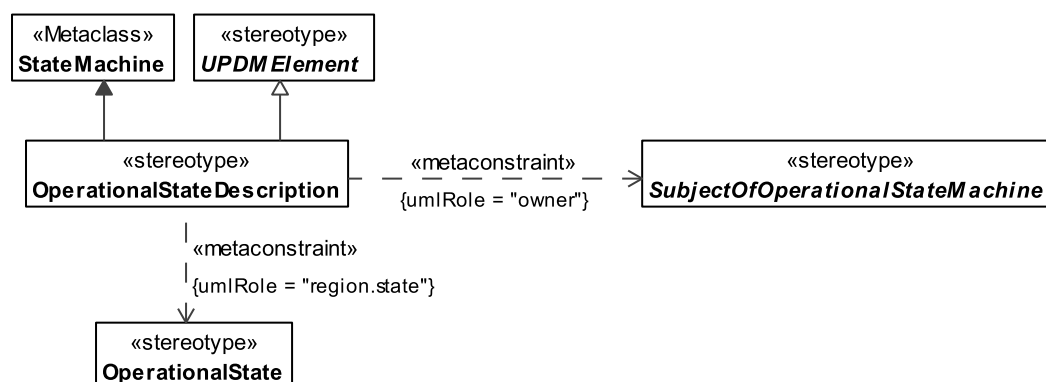 «Metaclass»
StateMachine
«stereotype»
UPDMElement
«stereotype»
OperationalStateDescription
«metaconstraint»
{umlRole = "owner"}
«stereotype»
SubjectOfOperationalStateMachine
«metaconstraint»
{umlRole = "region.state"}
«stereotype»
OperationalState